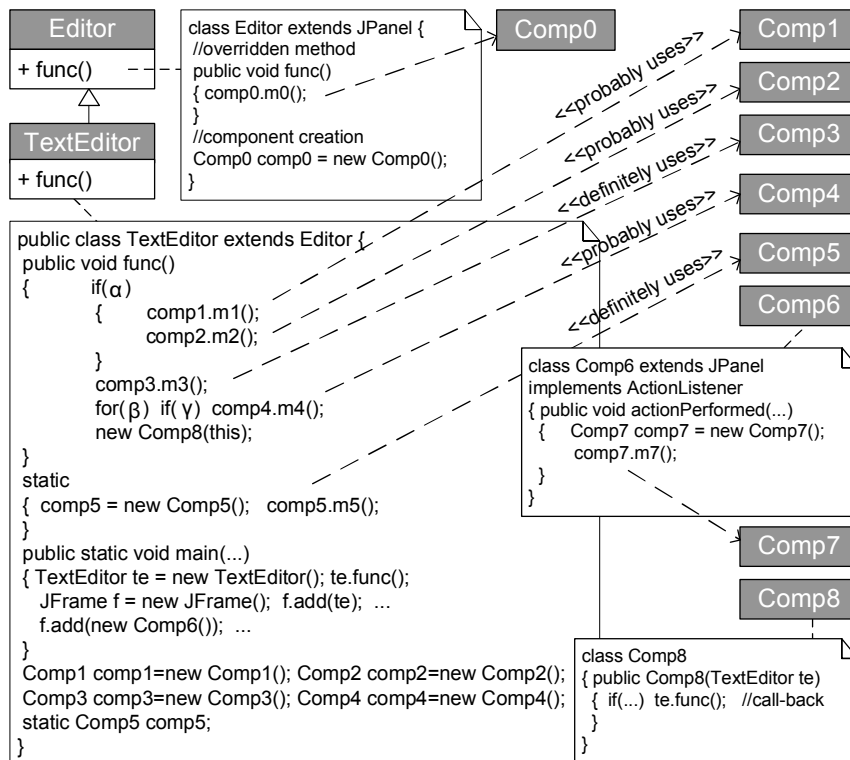 Editor
+ func()
TextEditor
+ func()
class Editor extends JPanel {
//overridden method
public void func()
{ comp0.m0();
}
//component creation
Comp0 comp0 = new Comp0();
}
Comp0
Comp1
Comp2
Comp3
Comp4
Comp5
Comp6
<<probably uses>>
<<probably uses>>
<<definitely uses>>
<<probably uses>>
<<definitely uses>>
public class TextEditor extends Editor {
public void func()
{ if(α)
{ comp1.m1();
comp2.m2();
}
comp3.m3();
for(β) if(γ) comp4.m4();
new Comp8(this);
}
static
{ comp5 = new Comp5(); comp5.m5();
}
public static void main(...)
{ TextEditor te = new TextEditor(); te.func();
JFrame f = new JFrame(); f.add(te); ...
f.add(new Comp6()); ...
}
Comp1 comp1=new Comp1(); Comp2 comp2=new Comp2();
Comp3 comp3=new Comp3(); Comp4 comp4=new Comp4();
static Comp5 comp5;
}
class Comp6 extends JPanel
implements ActionListener
{ public void actionPerformed(...)
{ Comp7 comp7 = new Comp7();
comp7.m7();
}
}
Comp7
Comp8
class Comp8
{ public Comp8(TextEditor te)
{ if(...) te.func(); //call-back
}
}